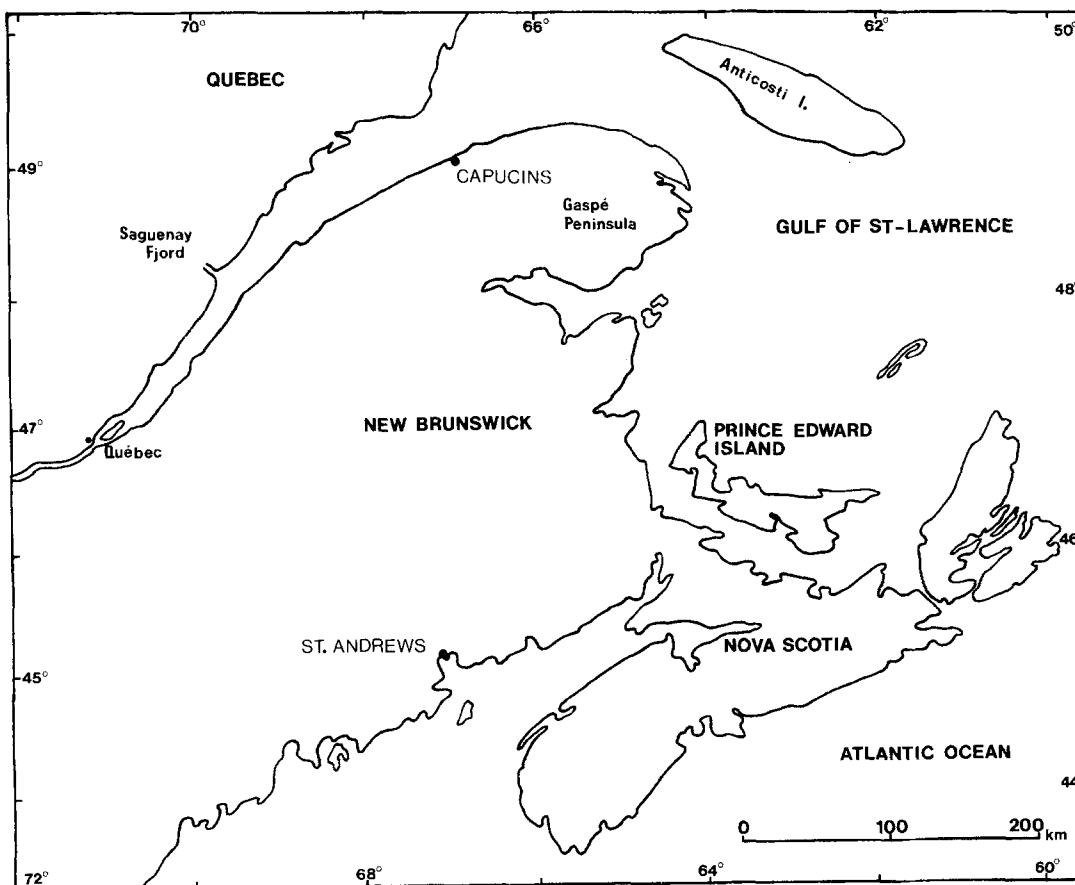 70°
66°
62°
50°
QUEBEC
Anticosti I.
49°
CAPUCINS
Gaspé
Peninsula
GULF OF ST-LAWRENCE
Saguenay
Fjord
48°
47°
NEW BRUNSWICK
PRINCE EDWARD
ISLAND
Québec
46°
ST. ANDREWS
NOVA SCOTIA
45°
ATLANTIC OCEAN
44
0 100 200 km
72°
68°
64°
60°